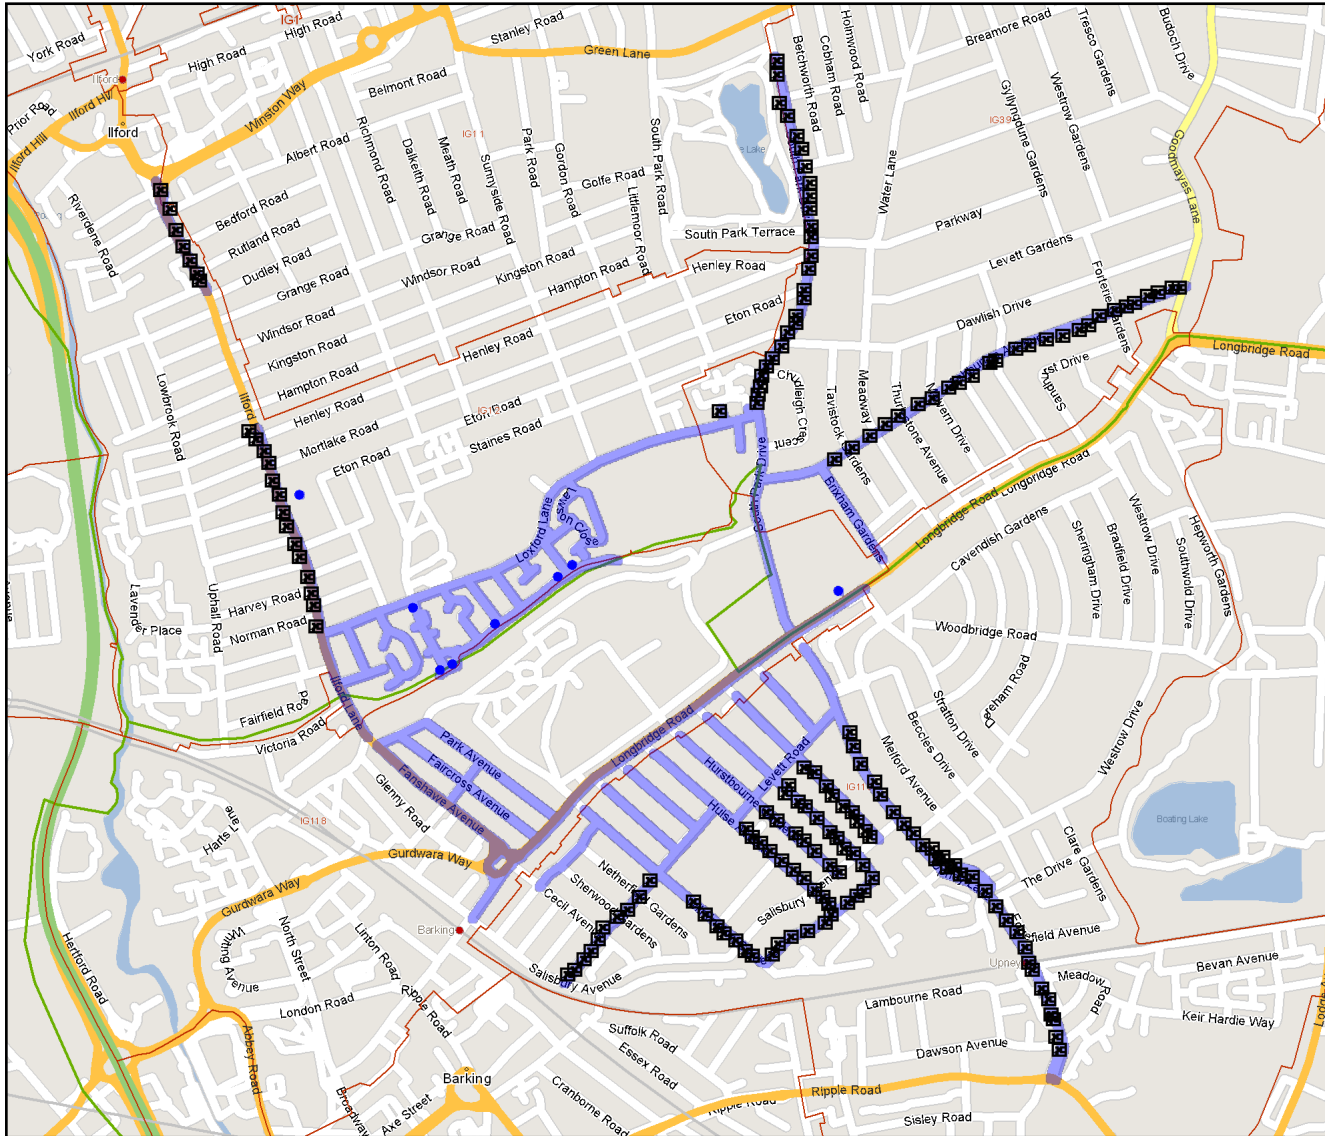 IG1
High Road
Stanley Road
Holmwood Road
Cobham Road
Betchworth Road
Breamore Road
Tresco Gardens
Budoch Drive
York Road
High Road
Green Lane
Ilford
Belmont Road
Westrow Gardens
Gyllyngdune Gardens
Ilford Hill
Winston Way
Prior Road
Ilford
Ilford Hill
IG1 1
IG3 9
Goodmayes Lane
Albert Road
Richmond Road
Dalkeith Road
Meath Road
Sunnyside Road
Park Road
Gordon Road
South Park Road
Golfe Road
Littlemoor Road
Water Lane
Riverdene Road
Bedford Road
Rutland Road
Grange Road
South Park Terrace
Parkway
Levett Gardens
Dudley Road
Grange Road
Windsor Road
Kingston Road
Hampton Road
Henley Road
Windsor Road
Eton Road
Dawlish Drive
Kingston Road
Henley Road
Longbridge Road
Hampton Road
Lowbrook Road
Henley Road
Eton Road
Staines Road
Meadway
Tavistock Gardens
Mortlake Road
Eton Road
Brixham Gardens
Longbridge Road
Longbridge Road
Cavendish Gardens
Westrow Drive
Hepworth Gardens
Bradfield Drive
Sheringham Drive
Southwold Drive
Loxford Lane
Lavender Place
Uphall Road
Harvey Road
Norman Road
Woodbridge Road
Ilford Lane
Fairfield Road
Victoria Road
Stratton Drive
Beccles Drive
Westrow Drive
Melford Avenue
Park Avenue
Faircross Avenue
Fanshawe Avenue
Glenny Road
Longbridge Road
Levett Road
Hurstbourne
IG11
IG11 8
Boating Lake
Harts Lane
Gurdwara Way
Gurdwara Way
The Drive
Clare Gardens
Netherfield Gardens
Sherwood Gardens
Cecil Avenue
Salisbury Avenue
Salisbury Avenue
North Street
Linton Road
Wilting Avenue
Barking
Upney
Bevan Avenue
Meadow Road
Hertford Road
London Road
Ripple Road
Lambourne Road
Keir Hardie Way
Suffolk Road
Essex Road
Dawson Avenue
Abbey Road
Barking
Broadway
Axe Street
Cranborne Road
Ripple Road
Ripple Road
Sisley Road